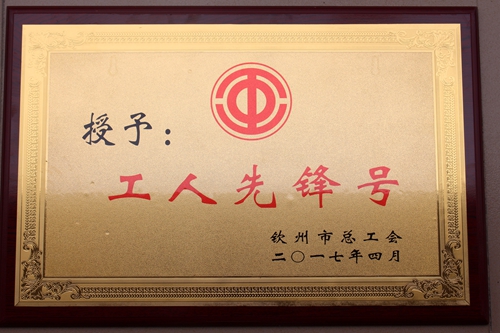 授予：
工人先锋号
钦州市总工会
二〇一七年四月